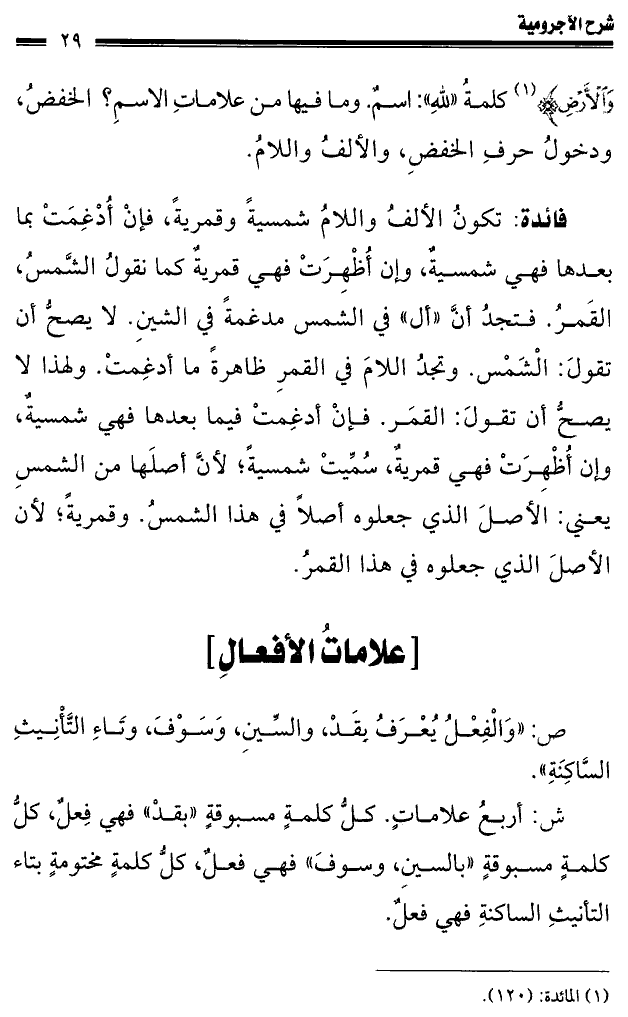 شرح الآجرومية
٢٩
وَٱلْأَرْضِ﴾(١) كلمةُ «للهِ»: اسمٌ. وما فيها من علاماتِ الاسمِ؟ الخفضُ،
ودخولُ حرفِ الخفضِ، والألفُ واللامُ.
فائدة: تكونُ الألفُ واللامُ شمسيةً وقمريةً، فإنْ أُدْغِمَتْ بما
بعدها فهي شمسيةٌ، وإن أُظْهِرَتْ فهي قمريةٌ كما نقولُ الشَّمسُ،
القَمرُ. فتجدُ أنَّ «أل» في الشمس مدغمةً في الشينِ. لا يصحُّ أن
تقولَ: الْشَمْس. وتجدُ اللامَ في القمرِ ظاهرةً ما أدغِمتْ. ولهذا لا
يصحُّ أن تقولَ: القمَر. فإنْ أدغِمتْ فيما بعدها فهي شمسيةٌ،
وإن أُظْهِرَتْ فهي قمريةٌ، سُمِّيتْ شمسيةً؛ لأنَّ أصلَها من الشمسِ
يعني: الأصلَ الذي جعلوه أصلاً في هذا الشمسُ. وقمريةً؛ لأن
الأصلَ الذي جعلوه في هذا القمرُ.
[علاماتُ الأفعالِ]
ص: «وَالْفِعْلُ يُعْرَفُ بِقَدْ، والسِّينِ، وَسَوْفَ، وَتَاءِ التَّأْنِيثِ
السَّاكِنَةِ».
ش: أربعُ علاماتٍ. كلُّ كلمةٍ مسبوقةٍ «بقدْ» فهي فِعلٌ، كلُّ
كلمةٍ مسبوقةٍ «بالسينِ، وسوفَ» فهي فعلٌ، كلُّ كلمةٍ مختومةٍ بتاء
التأنيثِ الساكنةِ فهي فعلٌ.
(١) المائدة: (١٢٠).